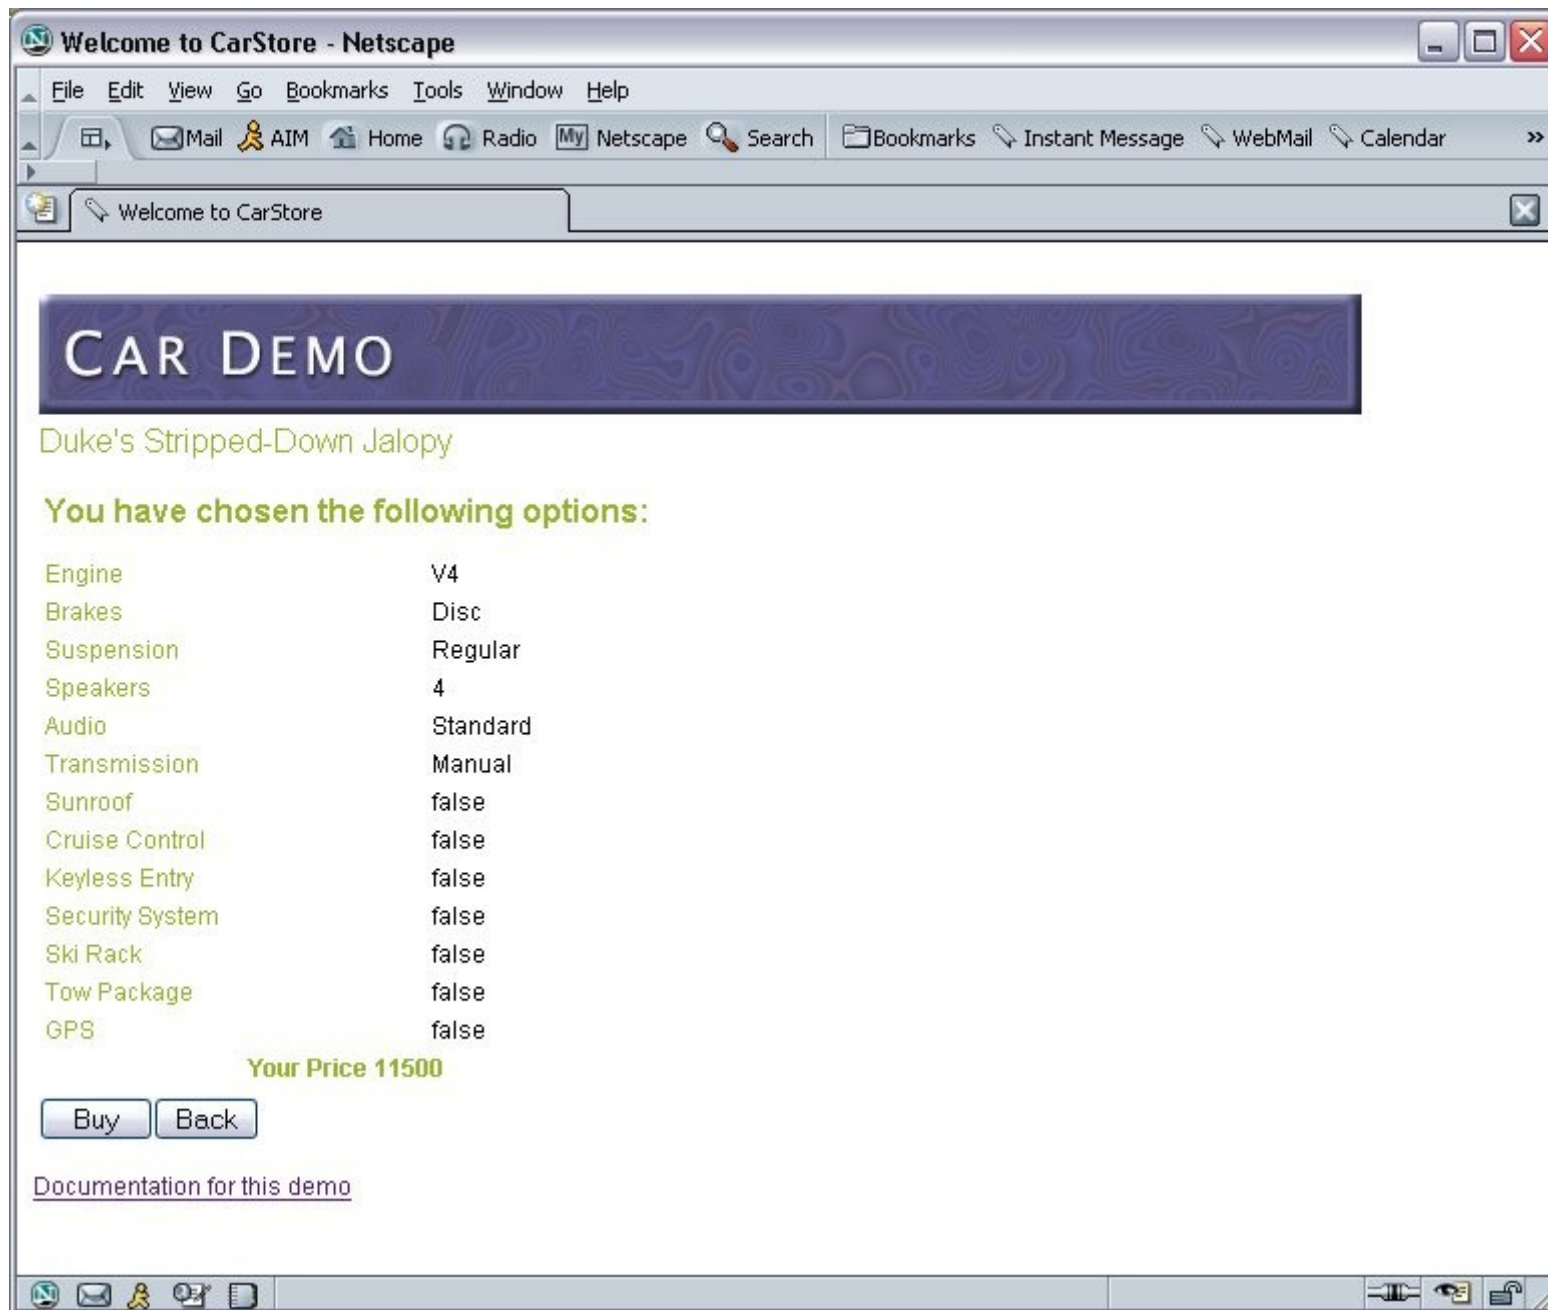 Welcome to CarStore - Netscape
File Edit View Go Bookmarks Tools Window Help
Mail AIM Home Radio My Netscape Search Bookmarks Instant Message WebMail Calendar »
Welcome to CarStore
CAR DEMO
Duke's Stripped-Down Jalopy
You have chosen the following options:
Engine V4
Brakes Disc
Suspension Regular
Speakers 4
Audio Standard
Transmission Manual
Sunroof false
Cruise Control false
Keyless Entry false
Security System false
Ski Rack false
Tow Package false
GPS false
Your Price 11500
Buy Back
Documentation for this demo